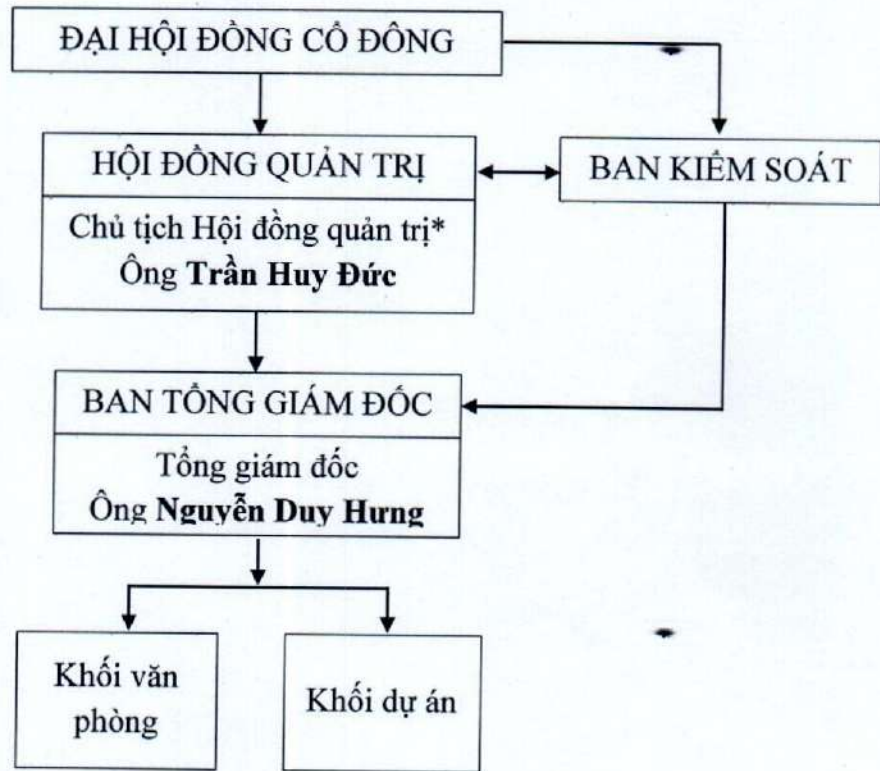 ĐẠI HỘI ĐỒNG CỔ ĐÔNG
HỘI ĐỒNG QUẢN TRỊ
Chủ tịch Hội đồng quản trị*
Ông Trần Huy Đức
BAN KIỂM SOÁT
BAN TỔNG GIÁM ĐỐC
Tổng giám đốc
Ông Nguyễn Duy Hưng
Khối văn
phòng
Khối dự án